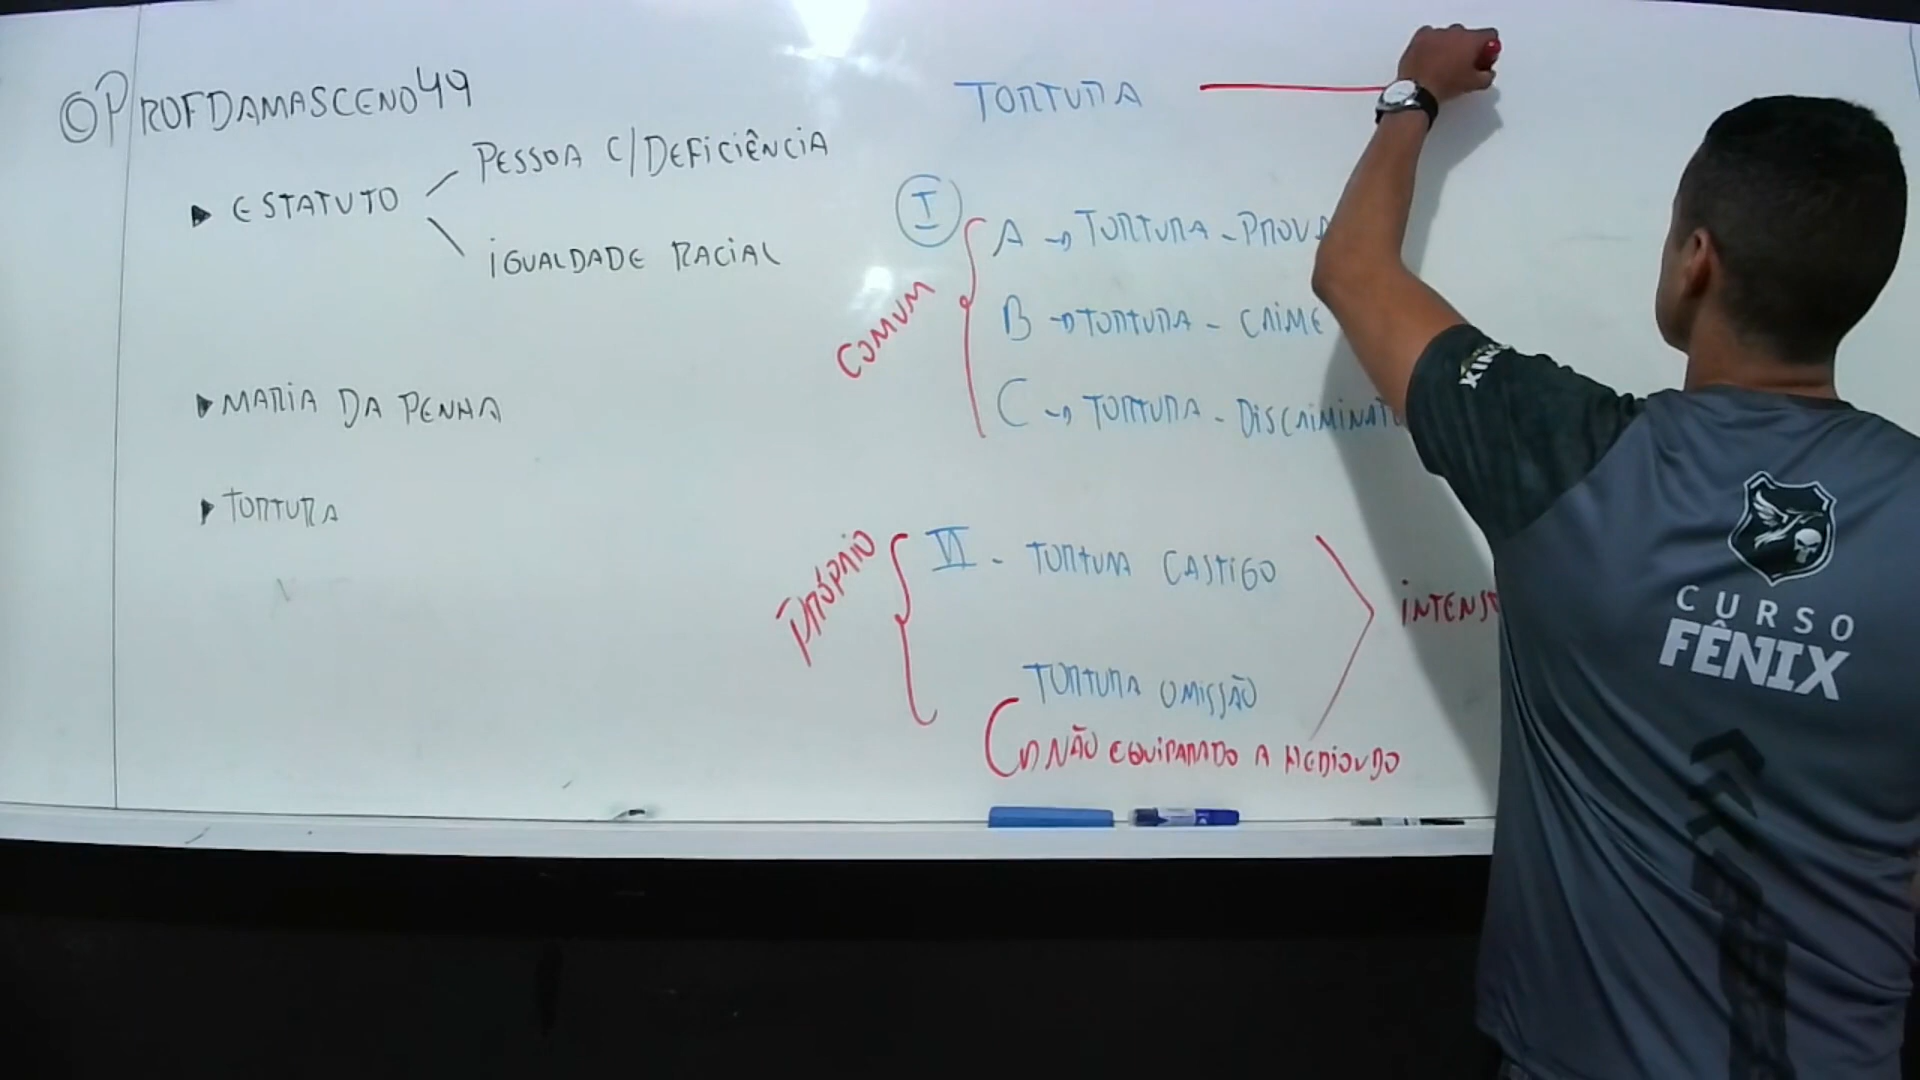 @PROFDAMASCENO49
ESTATUTO
PESSOA C/DEFICIÊNCIA
IGUALDADE RACIAL
MARIA DA PENHA
TORTURA
TORTURA
I
COMUM
A → TORTURA - PROVA
B → TORTURA - CRIME
C → TORTURA - DISCRIMINAT
PRÓPRIO
II - TORTURA CASTIGO
TORTURA OMISSÃO
NÃO EQUIPARADO A HEDIONDO
INTENS
CURSO
FÊNIX